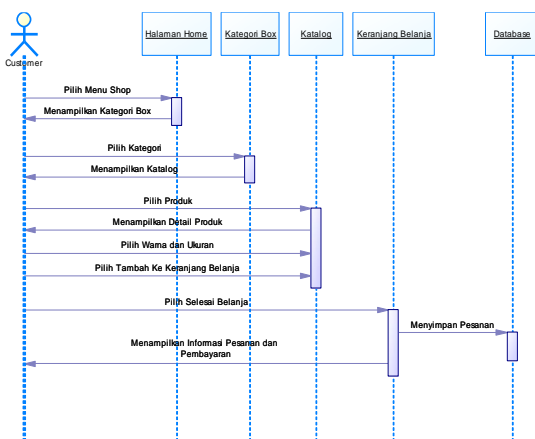 Halaman Home
Kategori Box
Katalog
Keranjang Belanja
Database
Custumer
Pilih Menu Shop
Menampilkan Kategori Box
Pilih Kategori
Menampilkan Katalog
Pilih Produk
Menampilkan Detail Produk
Pilih Warna dan Ukuran
Pilih Tambah Ke Keranjang Belanja
Pilih Selesai Belanja
Menyimpan Pesanan
Menampilkan Informasi Pesanan dan
Pembayaran